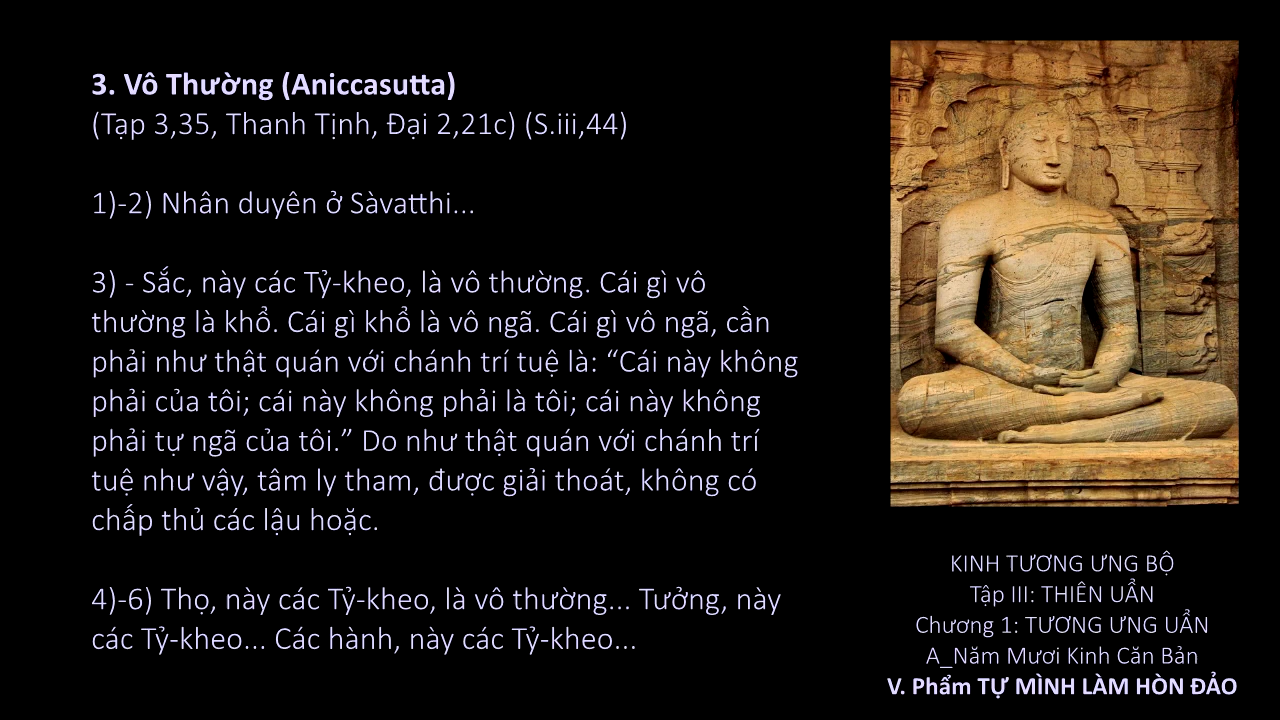 3. Vô Thường (Aniccasutta)
(Tạp 3,35, Thanh Tịnh, Đại 2,21c) (S.iii,44)
1)-2) Nhân duyên ở Sàvatthi...
3) - Sắc, này các Tỷ-kheo, là vô thường. Cái gì vô
thường là khổ. Cái gì khổ là vô ngã. Cái gì vô ngã, cần
phải như thật quán với chánh trí tuệ là: “Cái này không
phải của tôi; cái này không phải là tôi; cái này không
phải tự ngã của tôi.” Do như thật quán với chánh trí
tuệ như vậy, tâm ly tham, được giải thoát, không có
chấp thủ các lậu hoặc.
4)-6) Thọ, này các Tỷ-kheo, là vô thường... Tưởng, này
các Tỷ-kheo... Các hành, này các Tỷ-kheo...
KINH TƯƠNG ƯNG BỘ
Tập III: THIÊN UẨN
Chương 1: TƯƠNG ƯNG UẨN
A_Năm Mươi Kinh Căn Bản
V. Phẩm TỰ MÌNH LÀM HÒN ĐẢO